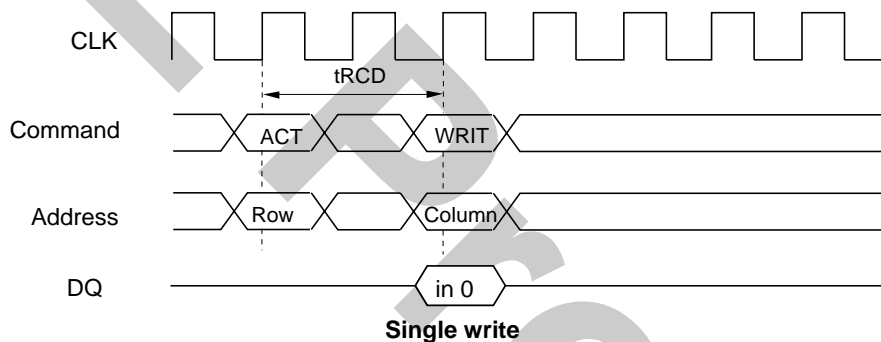 CLK
tRCD
Command ACT WRIT
Address Row Column
DQ in 0
Single write